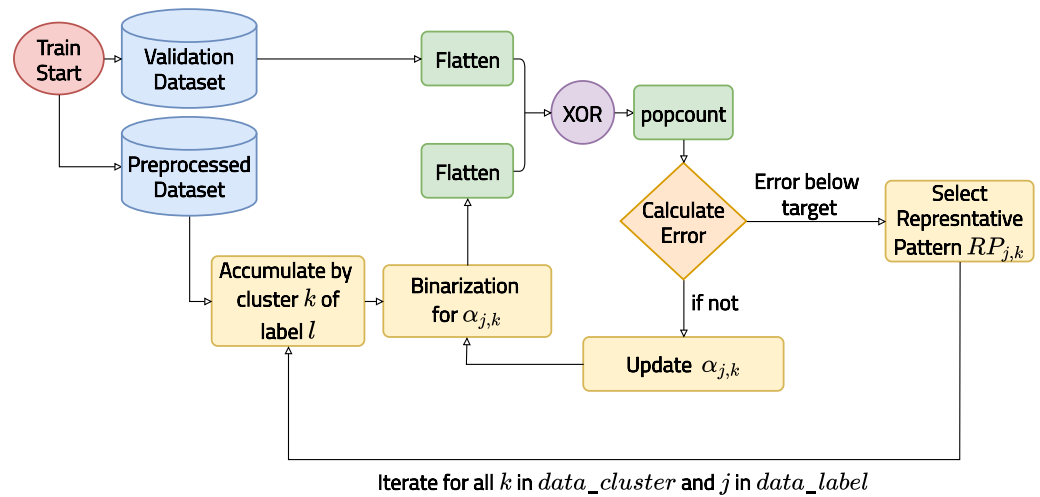 Train
Start
Validation
Dataset
Flatten
XOR
popcount
Preprocessed
Dataset
Flatten
Calculate
Error
Error below
target
Select
Represntative
Pattern RP_{j,k}
Accumulate by
cluster k of
label l
Binarization
for α_{j,k}
if not
Update α_{j,k}
Iterate for all k in data_cluster and j in data_label